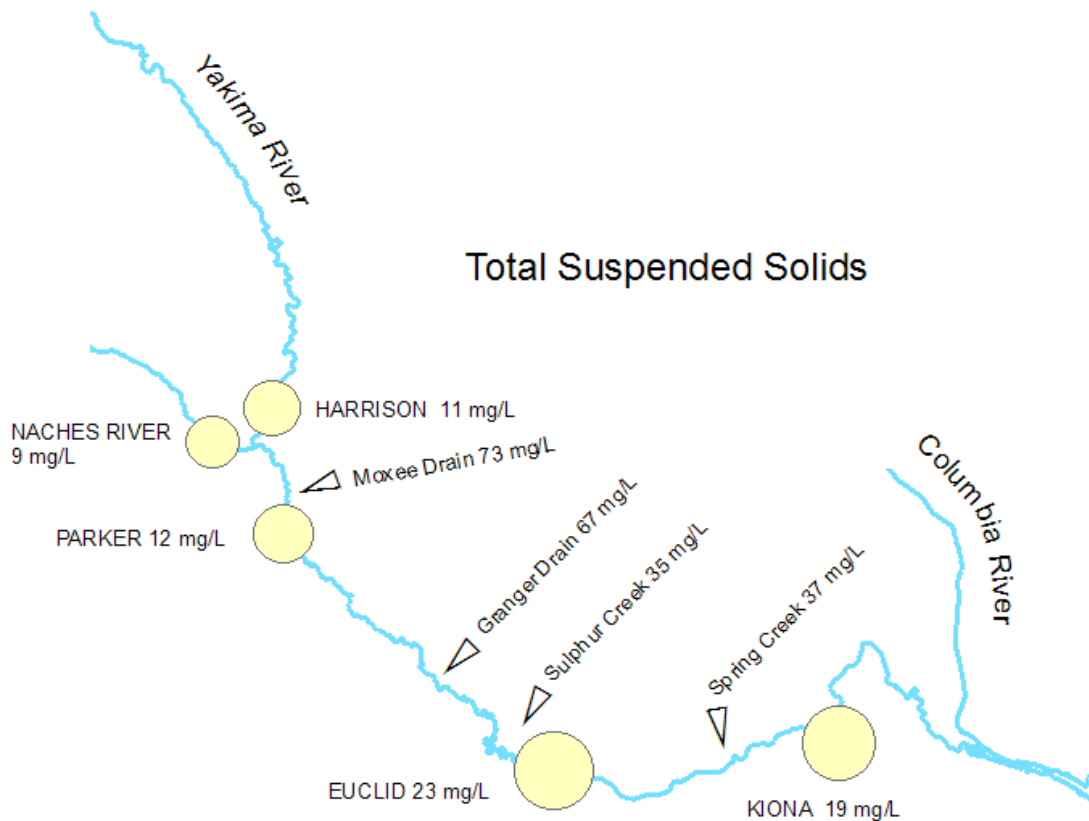 Yakima River
Total Suspended Solids
HARRISON 11 mg/L
NACHES RIVER
9 mg/L
Moxee Drain 73 mg/L
PARKER 12 mg/L
Granger Drain 67 mg/L
Sulphur Creek 35 mg/L
Spring Creek 37 mg/L
Columbia River
EUCLID 23 mg/L
KIONA 19 mg/L